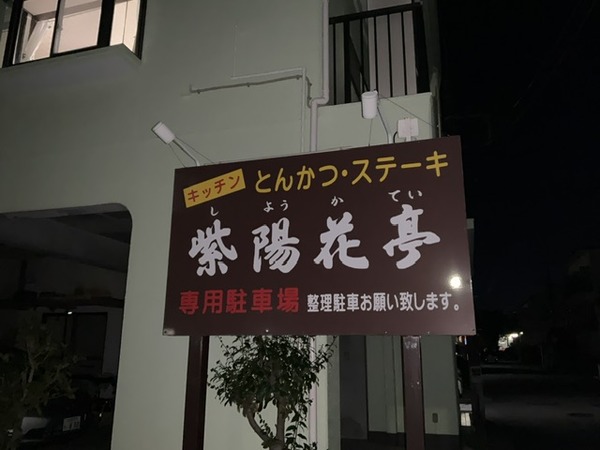 キッチン とんかつ・ステーキ
し よう か てい
紫陽花亭
専用駐車場 整理駐車お願い致します。